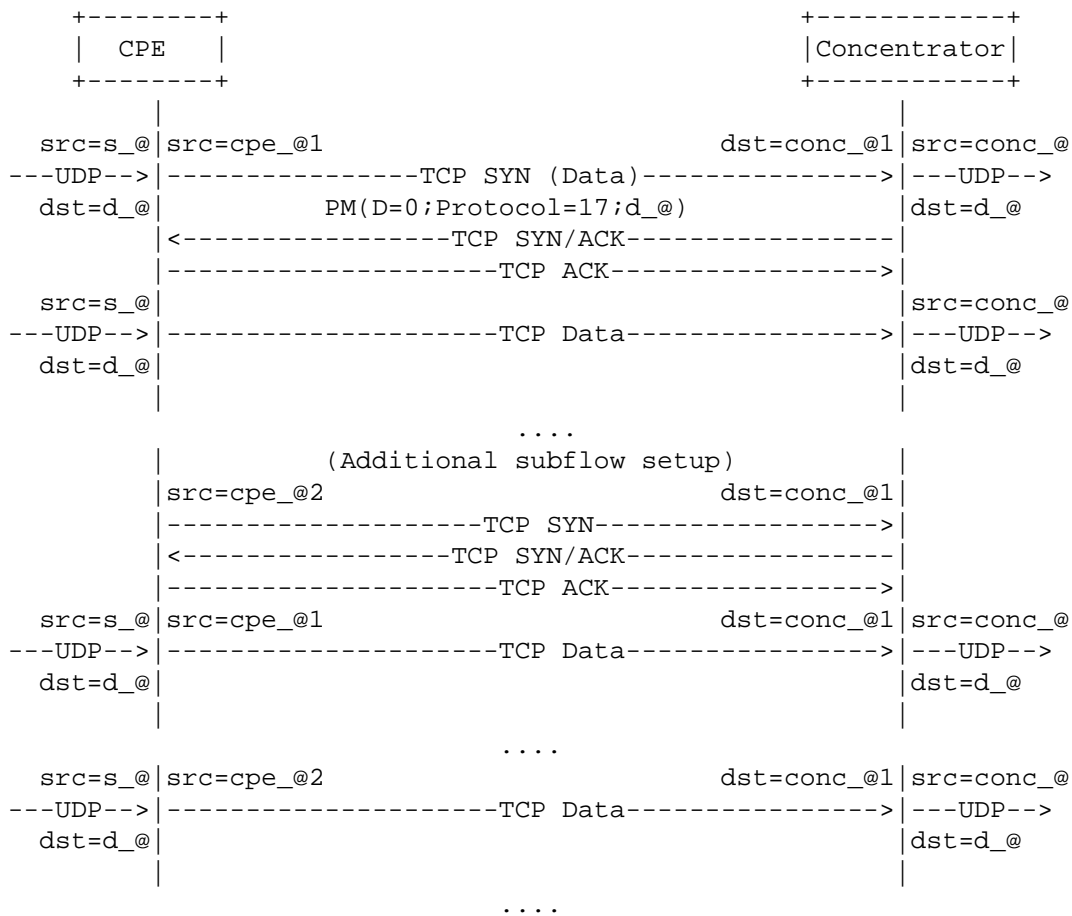 +--------+                                    +------------+
|  CPE   |                                    |Concentrator|
+--------+                                    +------------+
|                                             |
src=s_@|src=cpe_@1                        dst=conc_@1|src=conc_@
---UDP-->|----------------TCP SYN (Data)--------------->|---UDP-->
dst=d_@|          PM(D=0;Protocol=17;d_@)             |dst=d_@
|<------------------TCP SYN/ACK-----------------|
|---------------------TCP ACK----------------->|
src=s_@|                                             |src=conc_@
---UDP-->|---------------------TCP Data---------------->|---UDP-->
dst=d_@|                                             |dst=d_@
|                                             |
....
|          (Additional subflow setup)          |
|src=cpe_@2                        dst=conc_@1|
|--------------------TCP SYN------------------>|
|<------------------TCP SYN/ACK-----------------|
|---------------------TCP ACK----------------->|
src=s_@|src=cpe_@1                        dst=conc_@1|src=conc_@
---UDP-->|---------------------TCP Data---------------->|---UDP-->
dst=d_@|                                             |dst=d_@
|                                             |
....
src=s_@|src=cpe_@2                        dst=conc_@1|src=conc_@
---UDP-->|---------------------TCP Data---------------->|---UDP-->
dst=d_@|                                             |dst=d_@
|                                             |
....